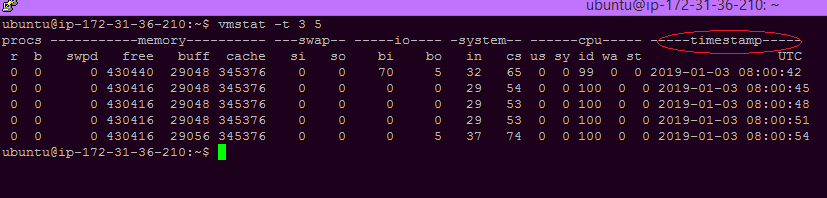 ubuntu@ip-172-31-36-210: ~
ubuntu@ip-172-31-36-210:~$ vmstat -t 3 5
procs -----------memory---------- ---swap-- -----io---- -system-- ------cpu----- -----timestamp-----
 r  b   swpd   free   buff  cache   si   so    bi    bo   in   cs us sy id wa st                 UTC
 0  0      0 430440  29048 345376    0    0    70     5   32   65  0  0 99  0  0 2019-01-03 08:00:42
 0  0      0 430416  29048 345376    0    0     0     0   29   54  0  0 100  0  0 2019-01-03 08:00:45
 0  0      0 430416  29048 345376    0    0     0     0   29   53  0  0 100  0  0 2019-01-03 08:00:48
 0  0      0 430416  29048 345376    0    0     0     0   29   53  0  0 100  0  0 2019-01-03 08:00:51
 0  0      0 430416  29056 345376    0    0     0     5   37   74  0  0 100  0  0 2019-01-03 08:00:54
ubuntu@ip-172-31-36-210:~$